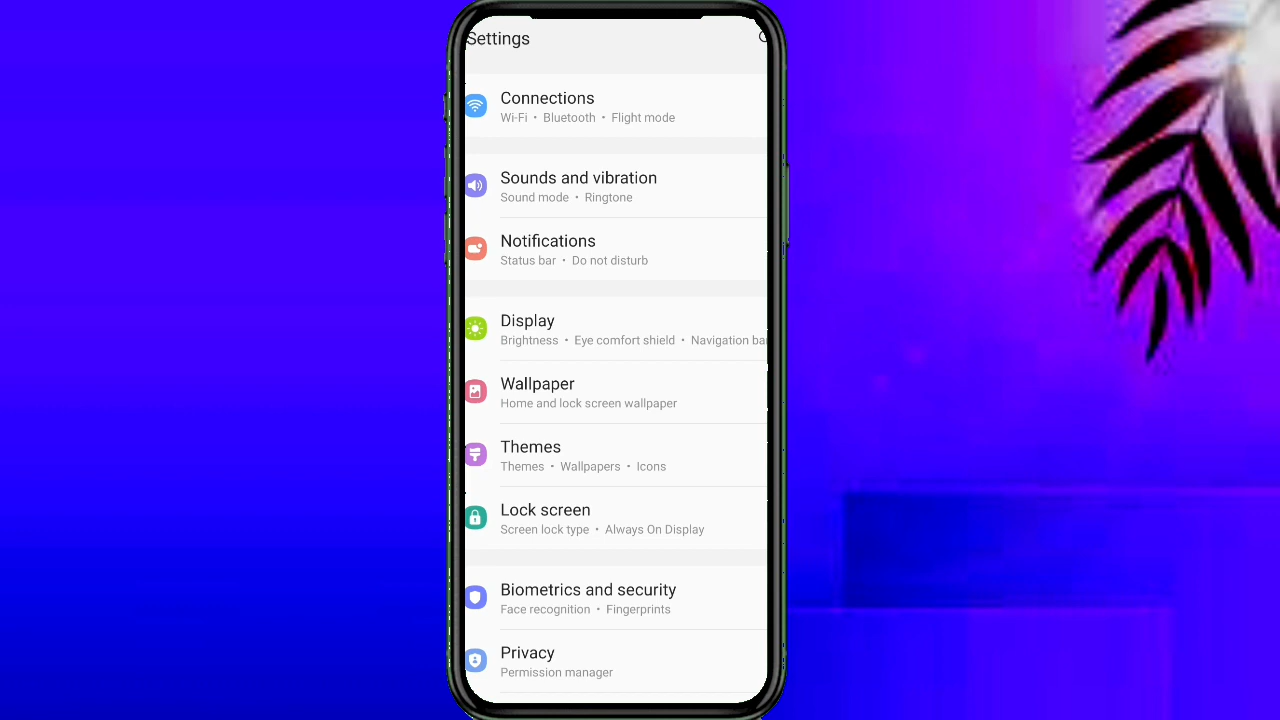 Settings
Connections
Wi-Fi • Bluetooth • Flight mode
Sounds and vibration
Sound mode • Ringtone
Notifications
Status bar • Do not disturb
Display
Brightness • Eye comfort shield • Navigation bar
Wallpaper
Home and lock screen wallpaper
Themes
Themes • Wallpapers • Icons
Lock screen
Screen lock type • Always On Display
Biometrics and security
Face recognition • Fingerprints
Privacy
Permission manager